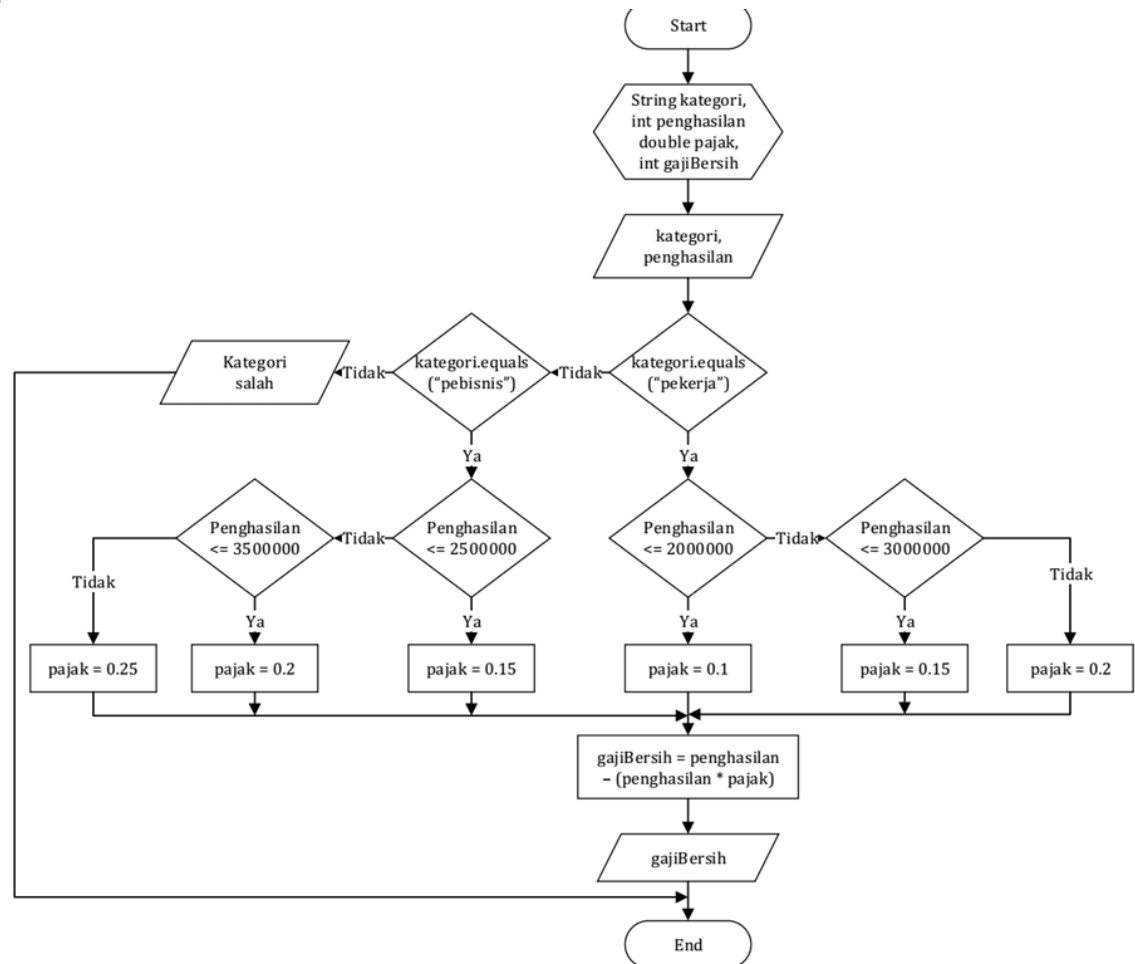 Start
String kategori,
int penghasilan
double pajak,
int gajiBersih
kategori,
penghasilan
Kategori
salah
Tidak
kategori.equals
(“pebisnis”)
Tidak
kategori.equals
(“pekerja”)
Ya
Ya
Penghasilan
<= 3500000
Tidak
Penghasilan
<= 2500000
Penghasilan
<= 2000000
Tidak
Penghasilan
<= 3000000
Tidak
Tidak
Ya
Ya
Ya
Ya
pajak = 0.25
pajak = 0.2
pajak = 0.15
pajak = 0.1
pajak = 0.15
pajak = 0.2
gajiBersih = penghasilan
– (penghasilan * pajak)
gajiBersih
End